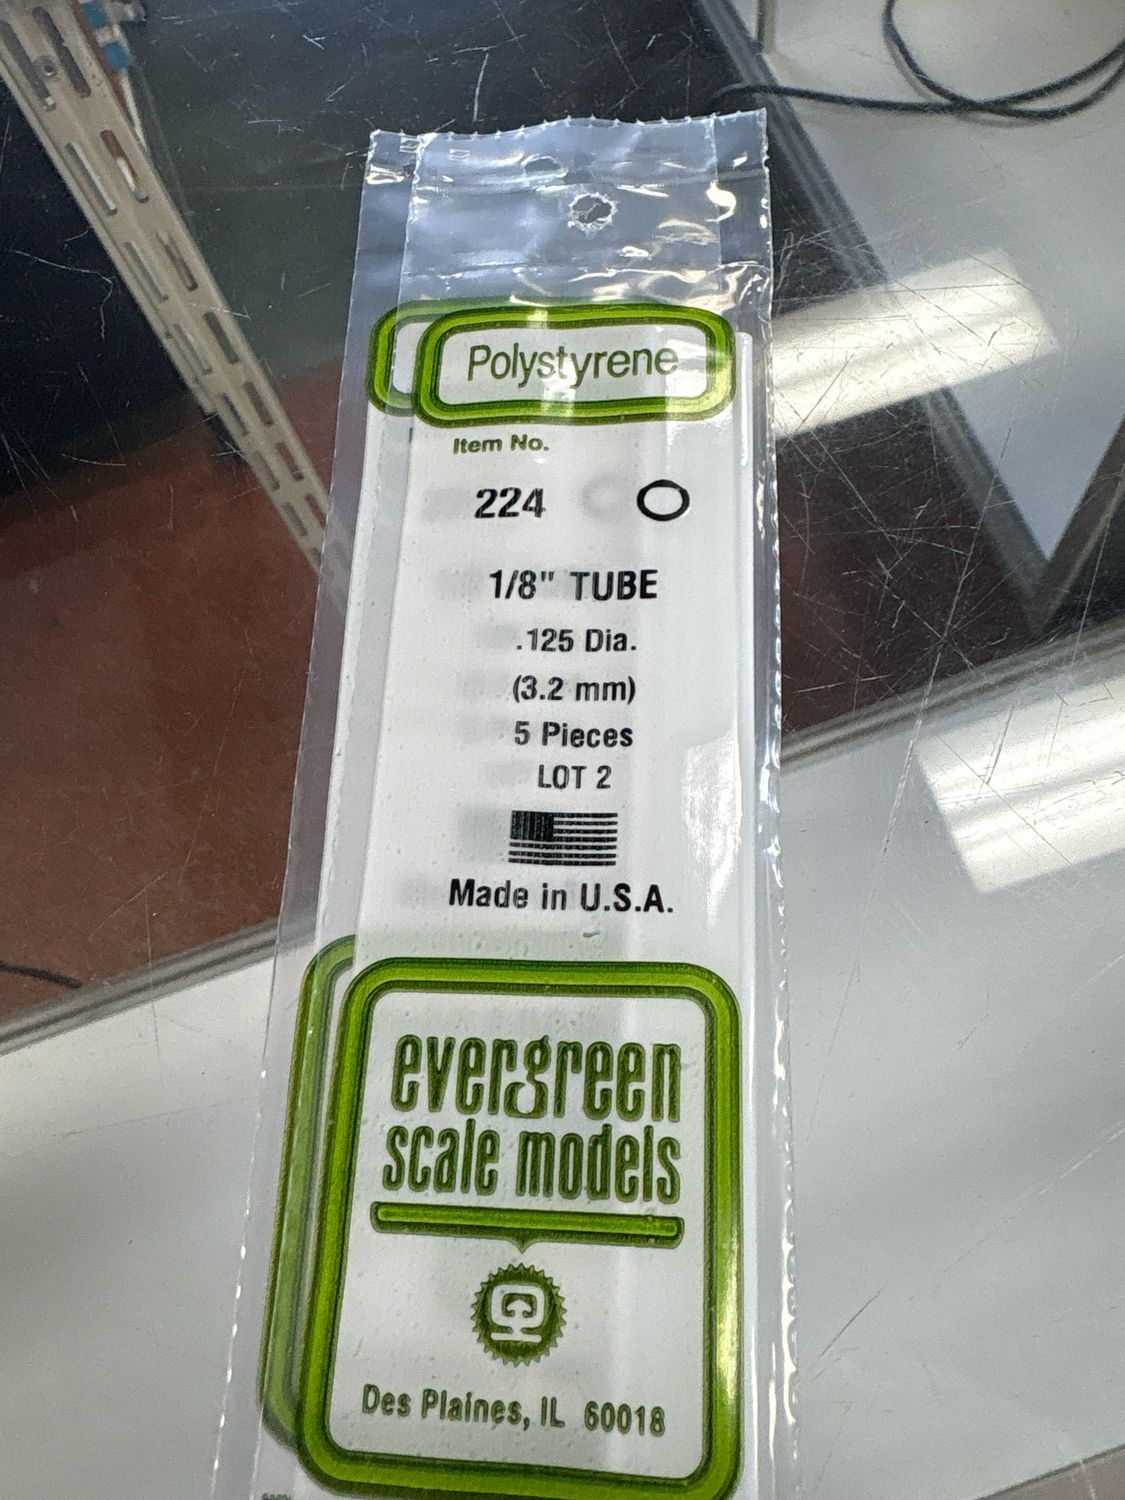 Polystyrene
Item No.
224
1/8" TUBE
.125 Dia.
(3.2 mm)
5 Pieces
LOT 2
Made in U.S.A.
evergreen
scale models
Des Plaines, IL 60018